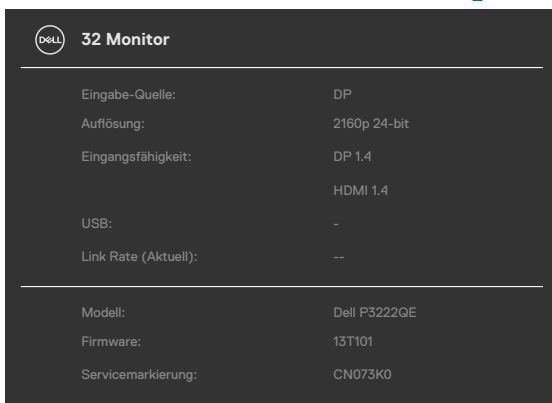 DELL 32 Monitor
Eingabe-Quelle: DP
Auflösung: 2160p 24-bit
Eingangsfähigkeit: DP 1.4
HDMI 1.4
USB: -
Link Rate (Aktuell): --
Modell: Dell P3222QE
Firmware: 13T101
Servicemarkierung: CN073K0